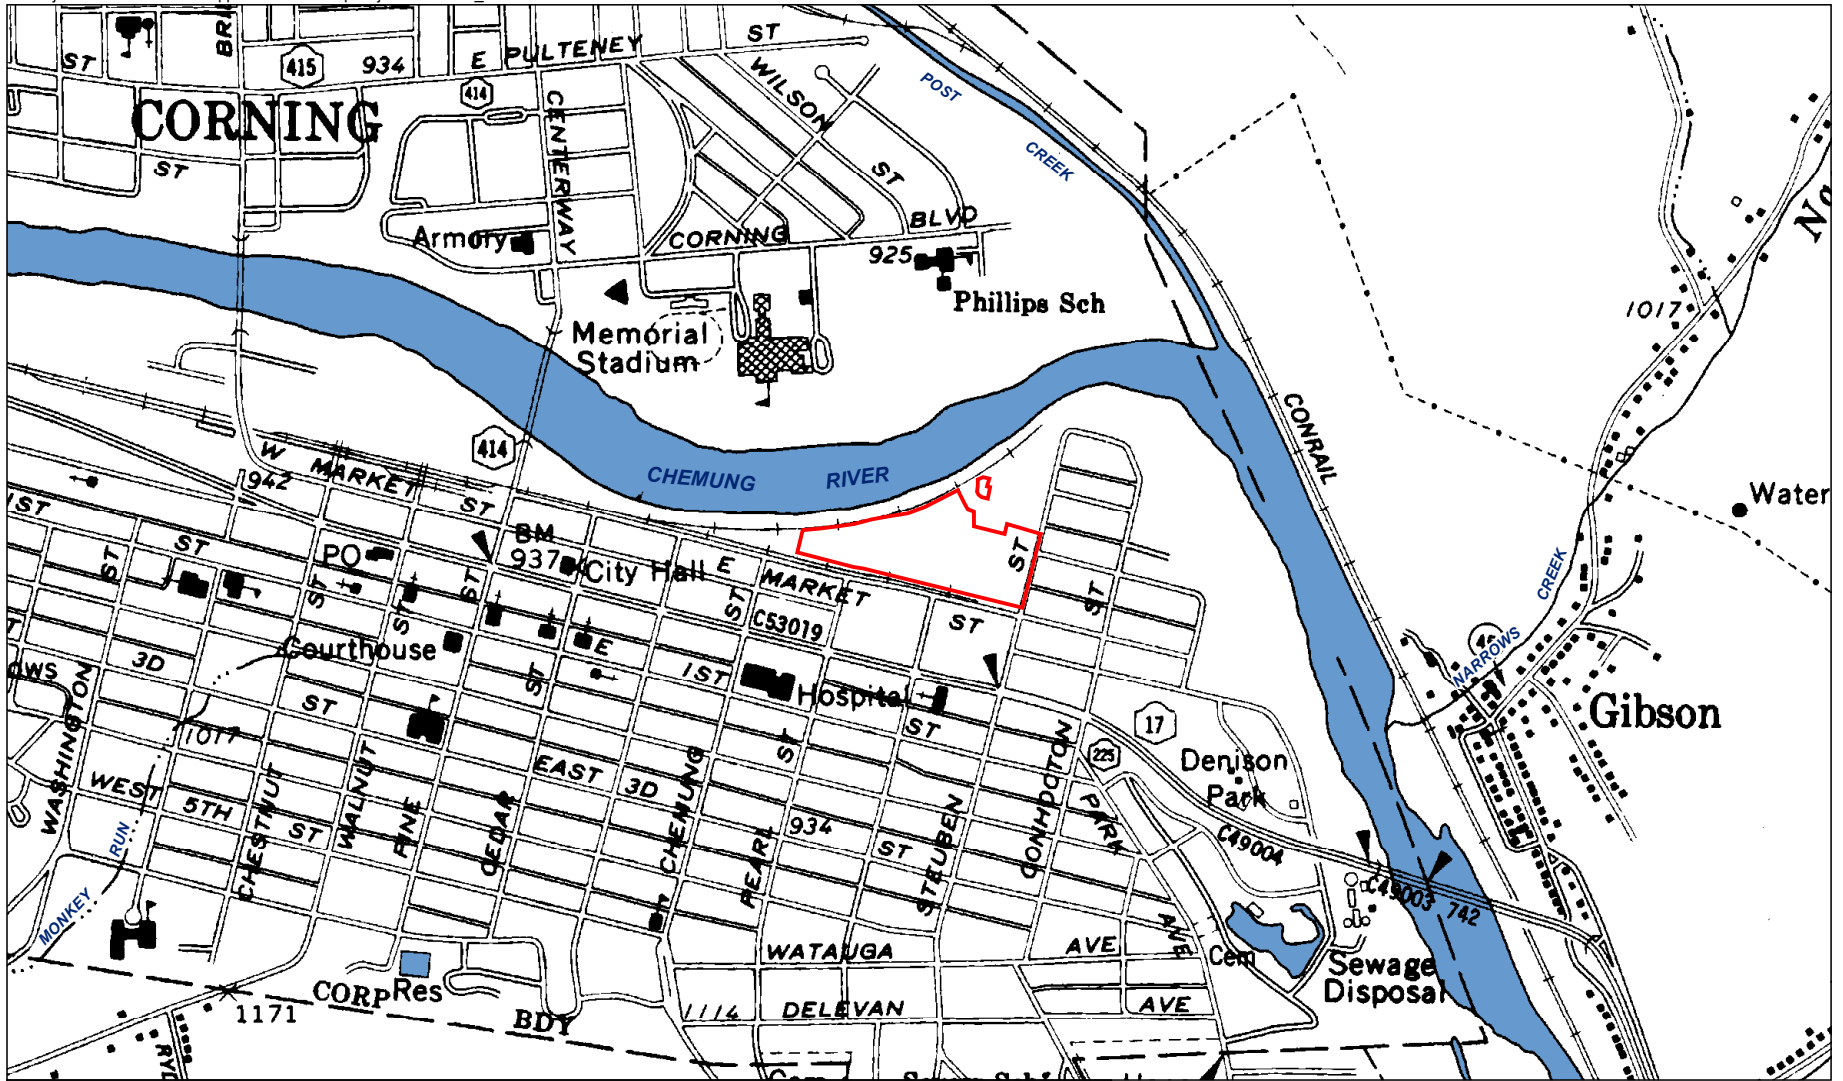 BRI
ST
415
934
E PULTENEY
ST
414
CORNING
ST
CENTERWAY
WILSON
ST
POST
CREEK
Armory
CORNING
BLVD
925
Phillips Sch
Memorial
Stadium
1017
No
CONRAIL
414
W MARKET
ST
942
CHEMUNG RIVER
Water
1ST
ST
ST
PO
BM
937
City Hall
E MARKET
ST
ST
ST
ST
ST
ST
ST
C53019
CREEK
NARROWS
Courthouse
E 1ST
ST
Hospital
3D
ows
ST
ST
ST
17
225
Gibson
WASHINGTON
1017
WEST 5TH
ST
EAST 3D
ST
934
Denison
Park
CHESTNUT
WALNUT
PINE
CEDAR
CHEMUNG
PEARL
STEUBEN
CONHDOTON
PARK
AVE
C49004
C49003
742
MONKEY
RUN
WATAUGA
AVE
Cem
Sewage
Disposal
CORP
Res
BDY
1171
1114
DELEVAN
AVE